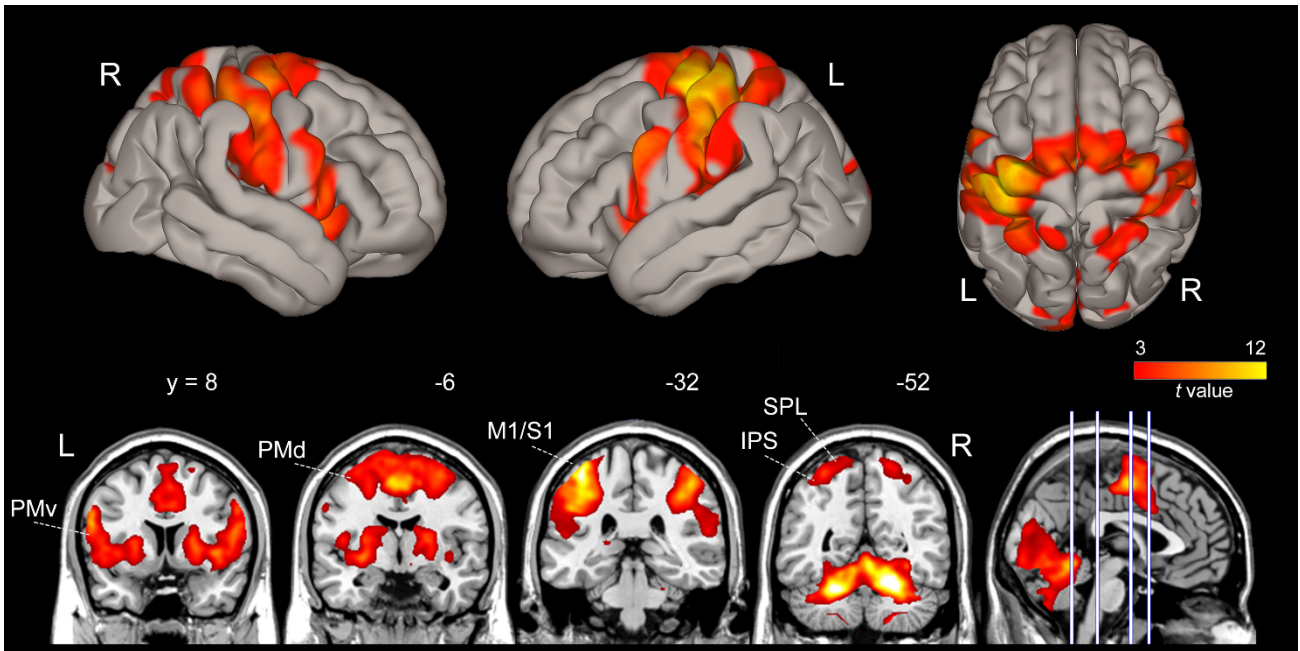 R
L
L
R
3 12
t value
y = 8 -6 -32 -52
L
PMv
PMd
M1/S1
SPL
IPS
R